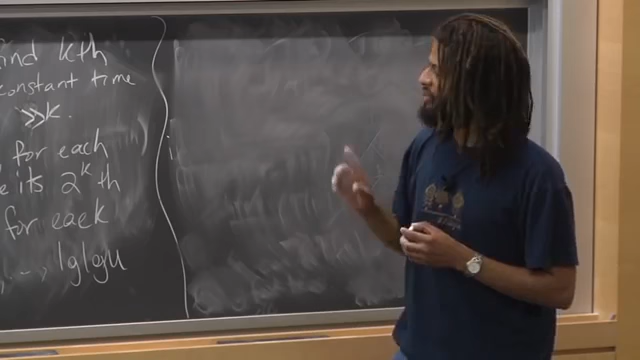 find kth
constant time
≫k.
, for each
its 2^k th
for each k
, -, lglgu